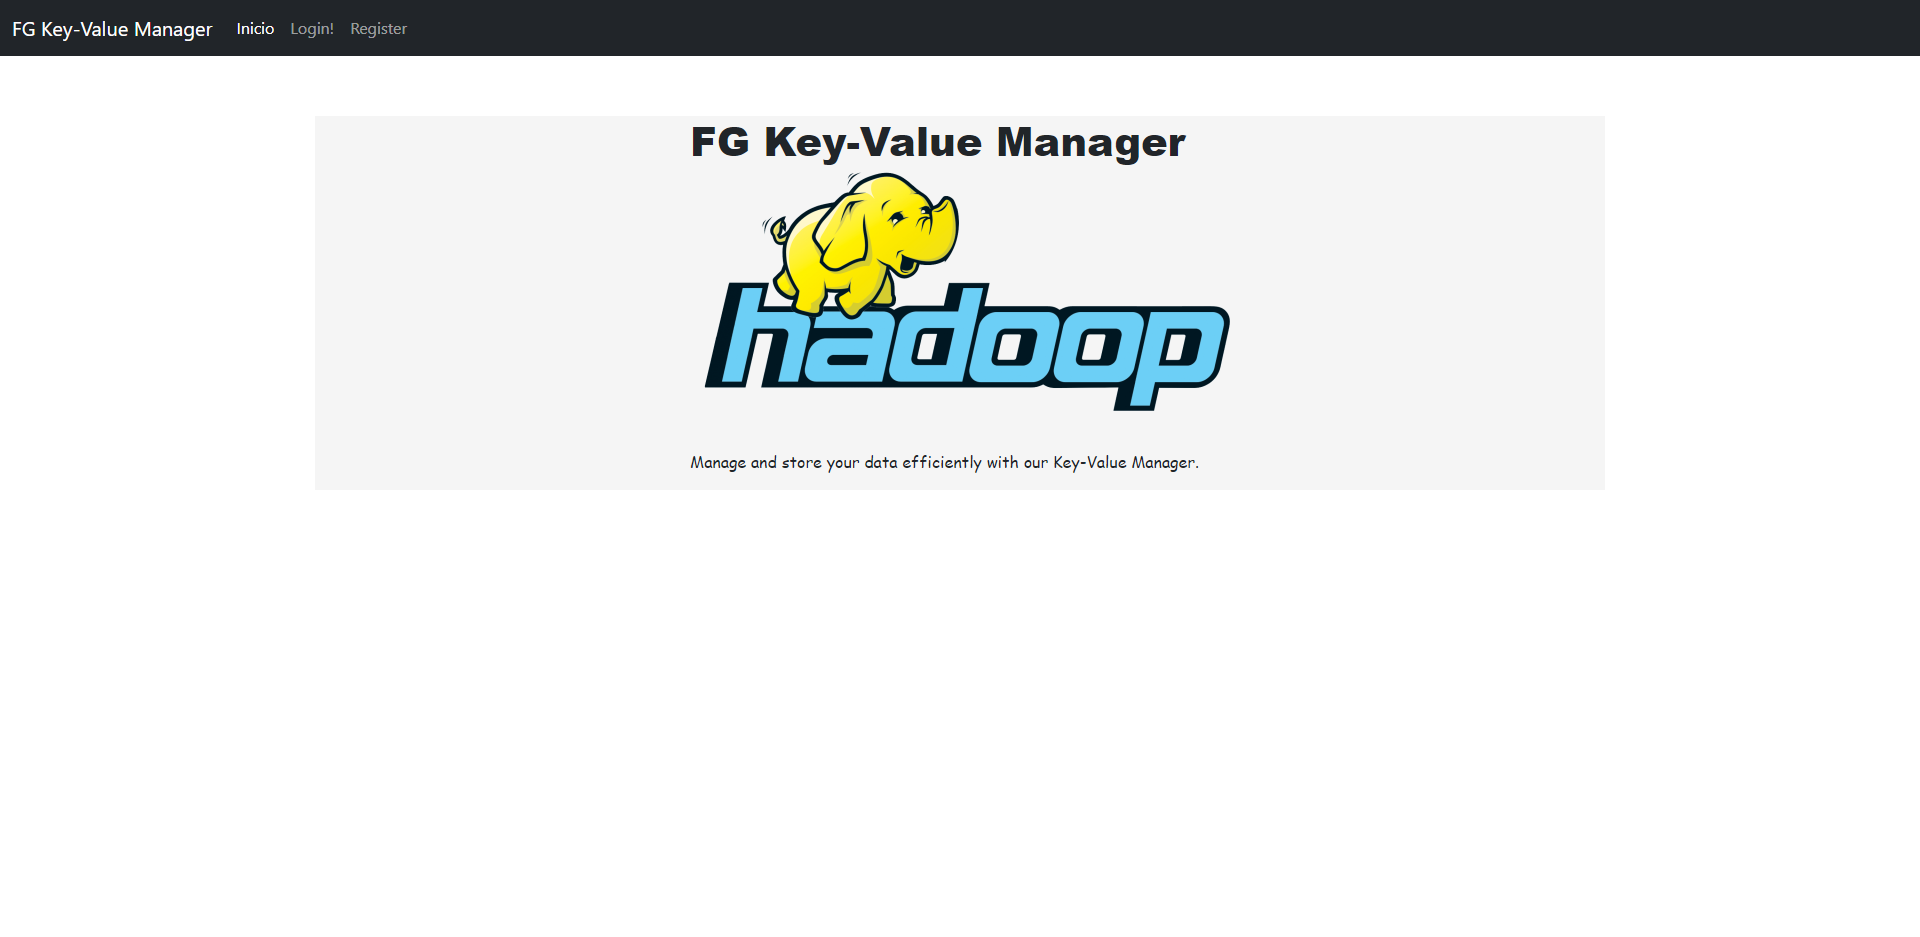 FG Key-Value Manager Inicio Login! Register
FG Key-Value Manager
hadoop
Manage and store your data efficiently with our Key-Value Manager.